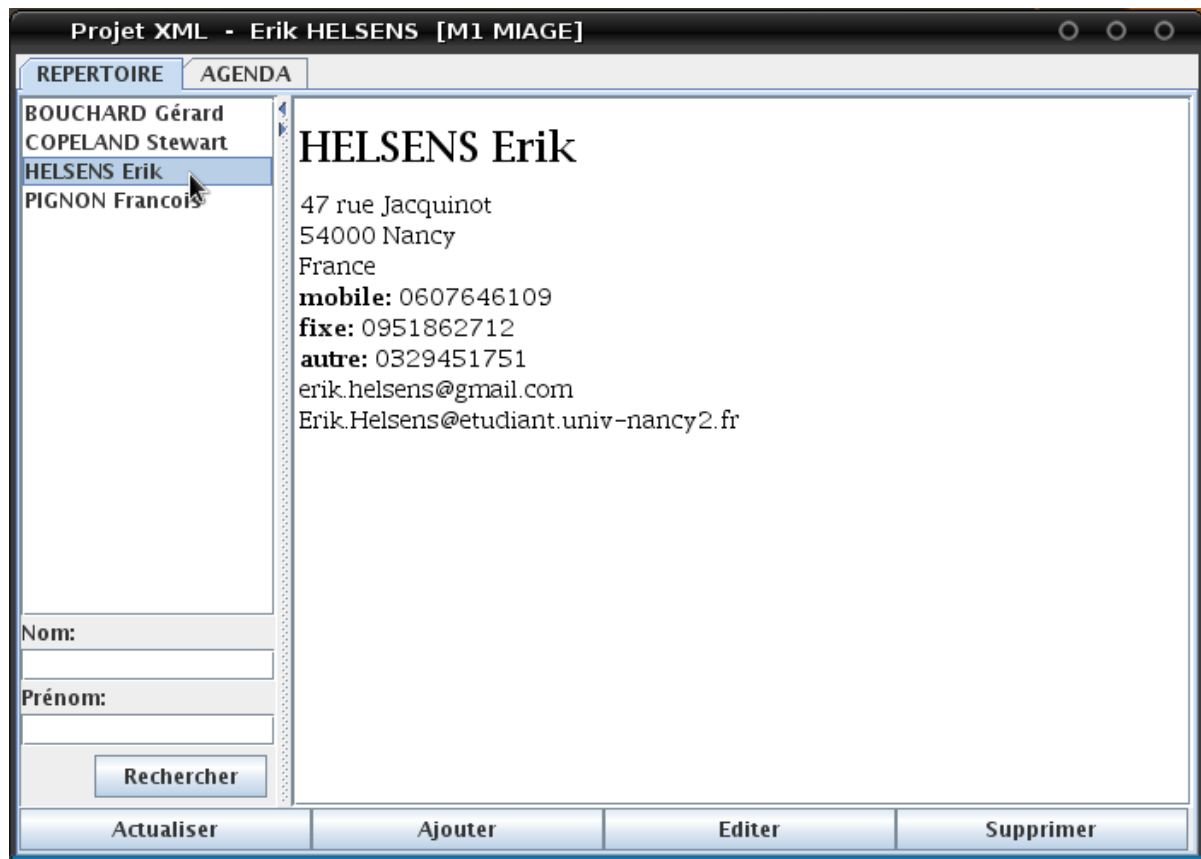 Projet XML - Erik HELSENS [M1 MIAGE]
REPERTOIRE AGENDA
BOUCHARD Gérard
COPELAND Stewart
HELSENS Erik
PIGNON Francois
Nom:
Prénom:
Rechercher
HELSENS Erik
47 rue Jacquinot
54000 Nancy
France
mobile: 0607646109
fixe: 0951862712
autre: 0329451751
erik.helsens@gmail.com
Erik.Helsens@etudiant.univ-nancy2.fr
Actualiser Ajouter Editer Supprimer